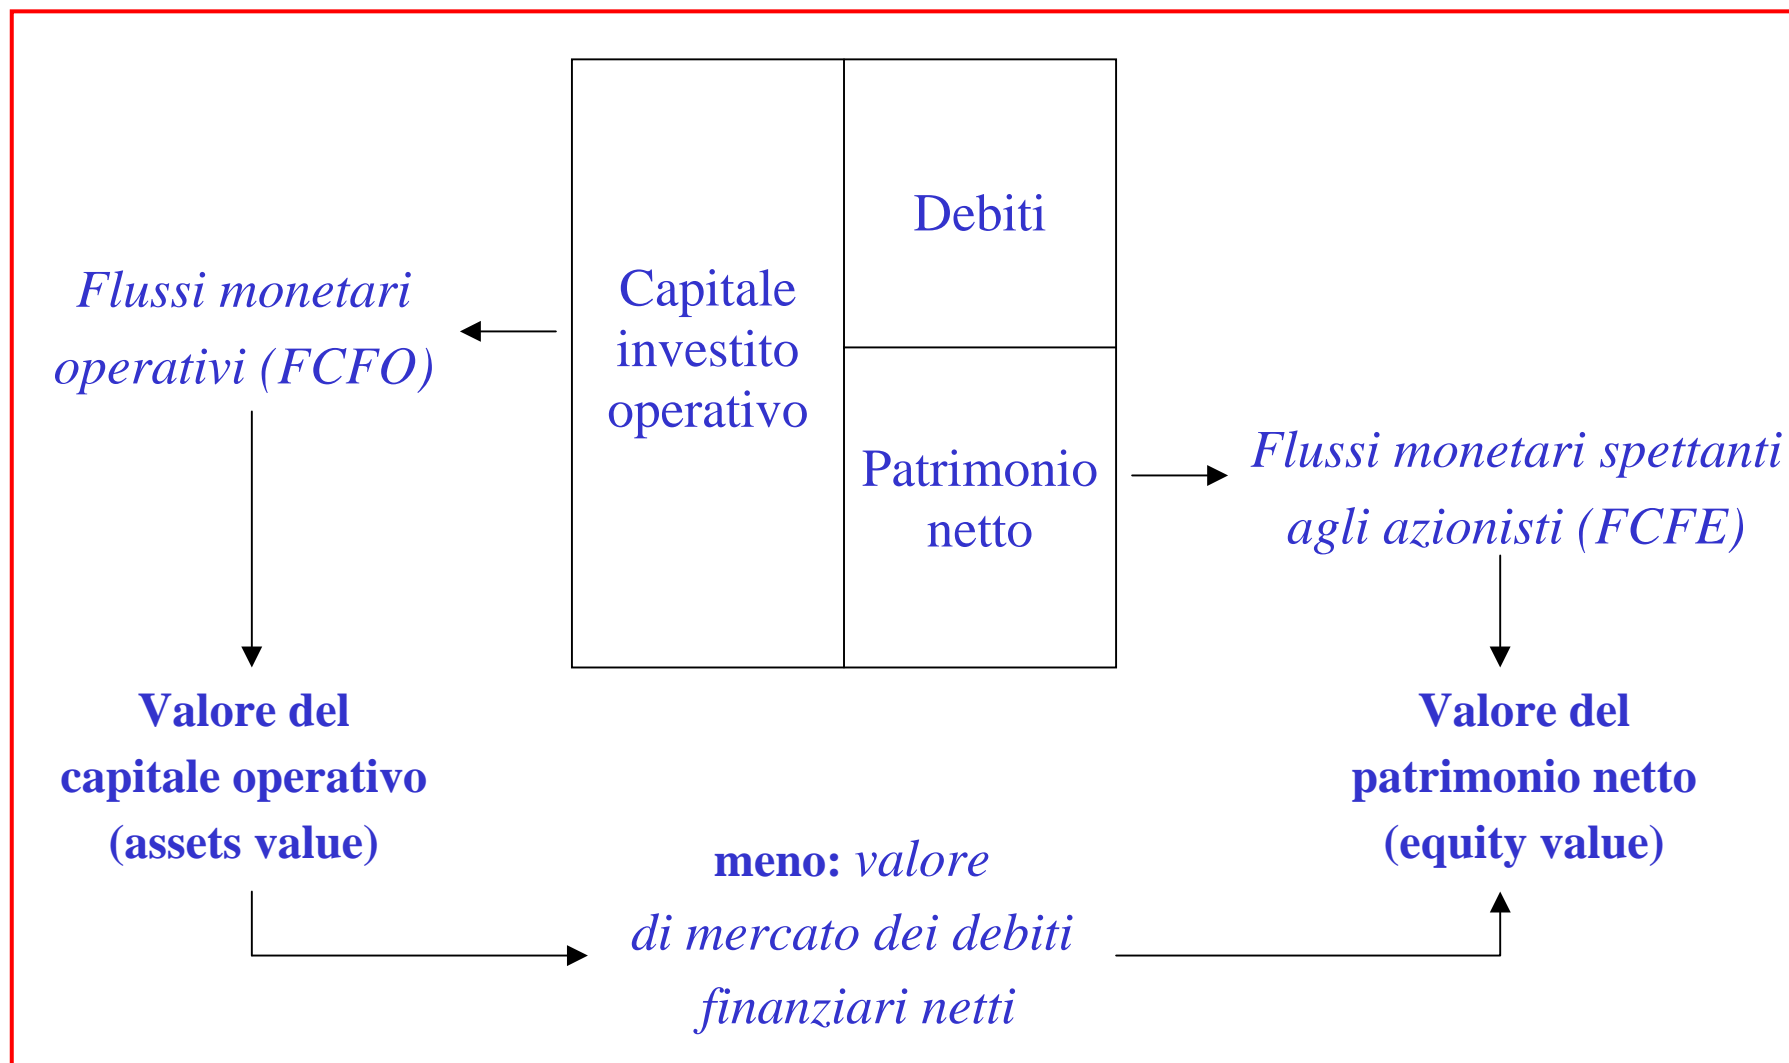 Debiti
Capitale
investito
operativo
Patrimonio
netto
Flussi monetari
operativi (FCFO)
Flussi monetari spettanti
agli azionisti (FCFE)
Valore del
capitale operativo
(assets value)
meno: valore
di mercato dei debiti
finanziari netti
Valore del
patrimonio netto
(equity value)